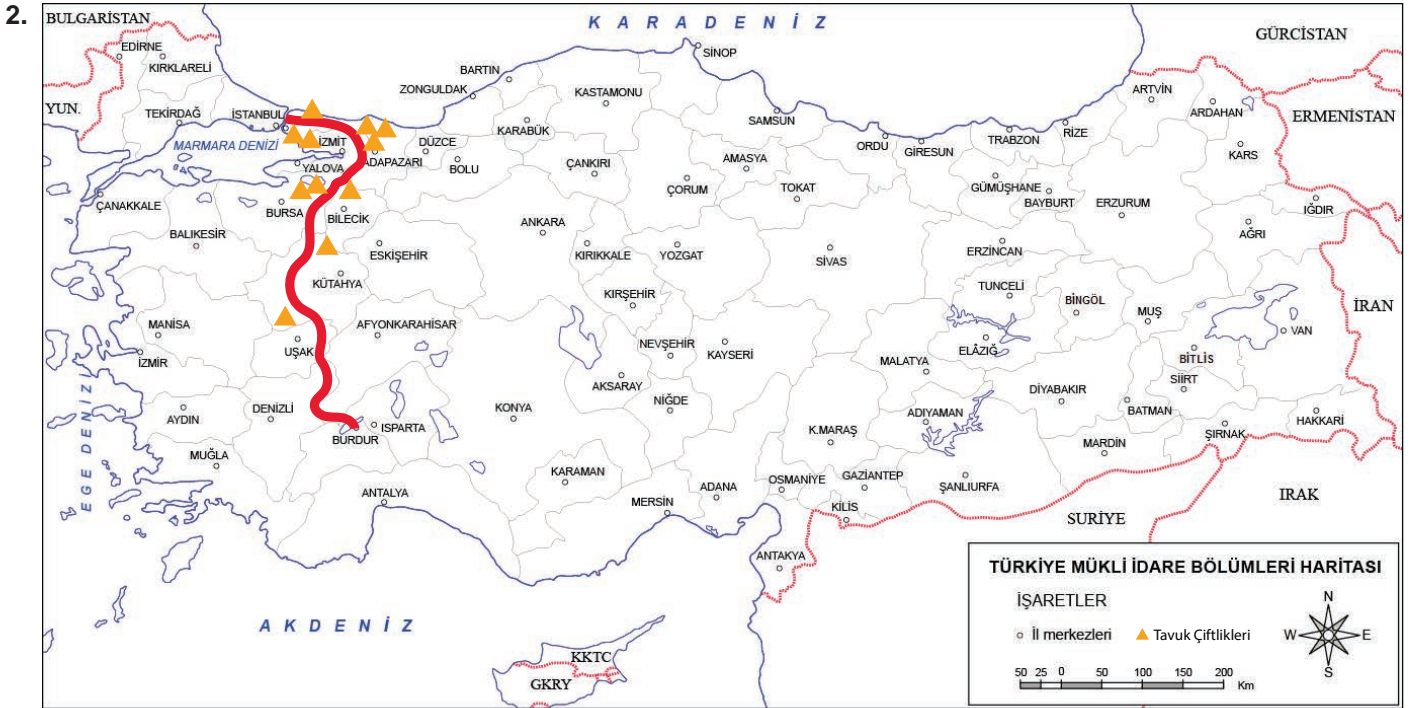 2.
BULGARİSTAN
K A R A D E N İ Z
GÜRCİSTAN
EDİRNE
KIRKLARELİ
SİNOP
BARTIN
ZONGULDAK
KASTAMONU
ARTVİN
ARDAHAN
YUN.
TEKİRDAĞ
İSTANBUL
KARABÜK
SAMSUN
TRABZON
RİZE
ERMENİSTAN
MARMARA DENİZİ
İZMİT
ADAPAZARI
DÜZCE
BOLU
ÇANKIRI
AMASYA
ORDU
GİRESUN
KARS
YALOVA
ÇORUM
TOKAT
GÜMÜŞHANE
BAYBURT
ERZURUM
IĞDIR
ÇANAKKALE
BURSA
BİLECİK
ANKARA
AĞRI
BALIKESİR
ESKİŞEHİR
KIRIKKALE
YOZGAT
SİVAS
ERZİNCAN
KÜTAHYA
TUNCELİ
BİNGÖL
MUŞ
İRAN
KIRŞEHİR
MANİSA
AFYONKARAHİSAR
VAN
UŞAK
NEVŞEHİR
KAYSERİ
ELÂZIĞ
BİTLİS
İZMİR
MALATYA
SİİRT
AKSARAY
NİĞDE
DİYABAKIR
BATMAN
EGE DENİZİ
AYDIN
DENİZLİ
ISPARTA
KONYA
ADIYAMAN
HAKKARİ
BURDUR
K.MARAŞ
MARDİN
ŞIRNAK
MUĞLA
KARAMAN
OSMANİYE
GAZİANTEP
ŞANLIURFA
ANTALYA
MERSİN
ADANA
KİLİS
IRAK
SURİYE
ANTAKYA
TÜRKİYE MÜKLİ İDARE BÖLÜMLERİ HARİTASI
İŞARETLER
İl merkezleri
Tavuk Çiftlikleri
N
W
E
S
50 25 0 50 100 150 200
Km
A K D E N İ Z
KKTC
GKRY